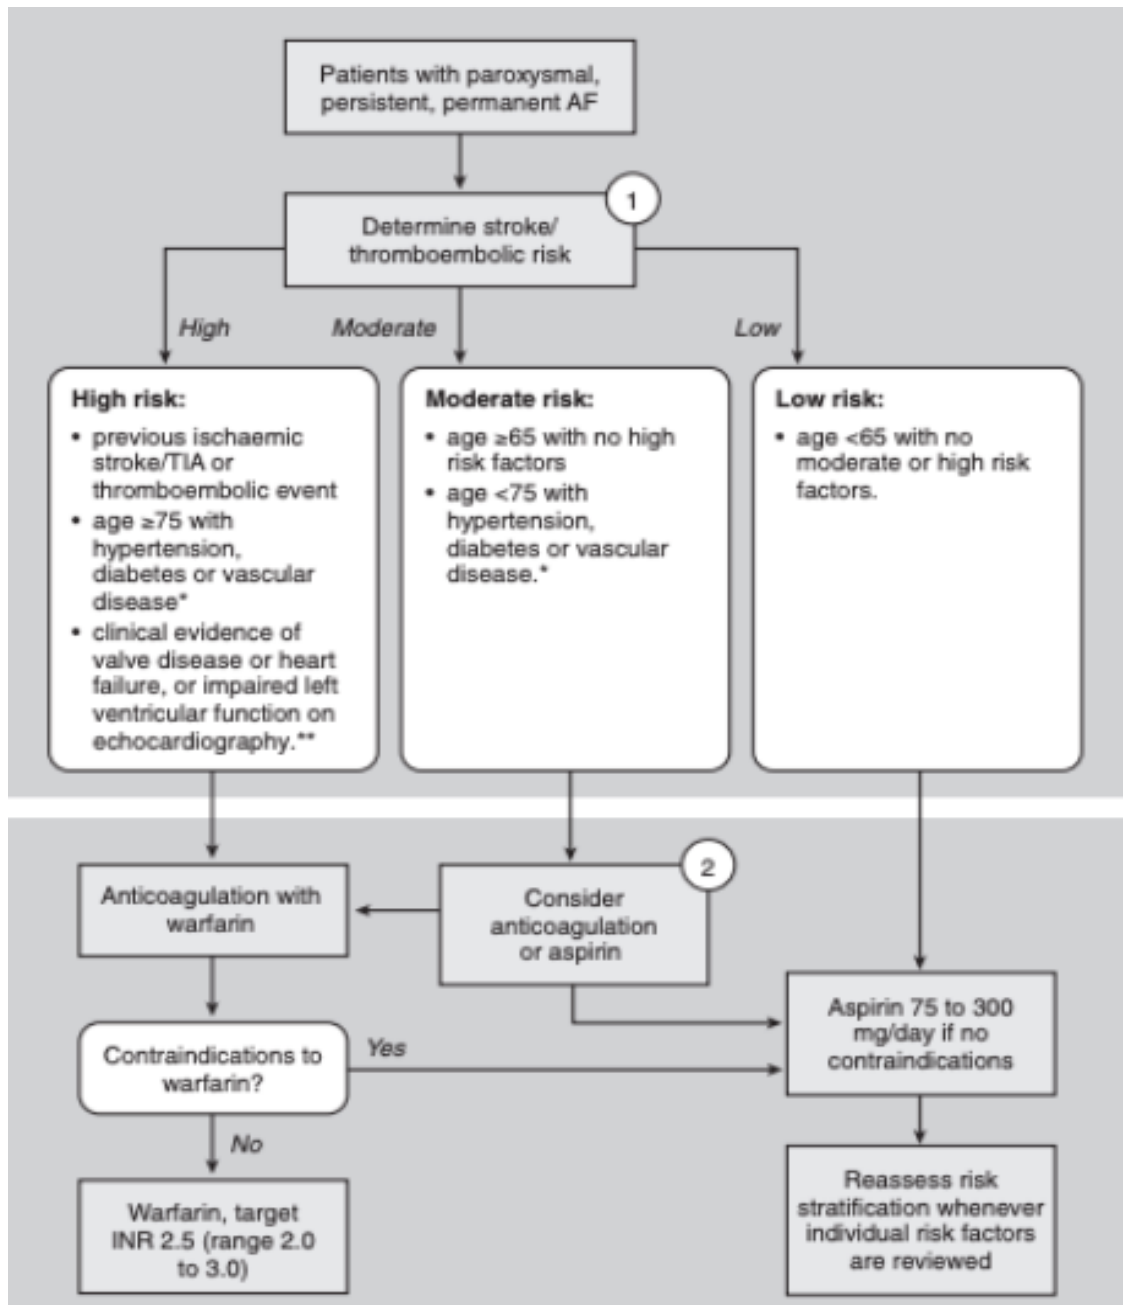 Patients with paroxysmal,
persistent, permanent AF
1
Determine stroke/
thromboembolic risk
High
Moderate
Low
High risk:
• previous ischaemic
stroke/TIA or
thromboembolic event
• age ≥75 with
hypertension,
diabetes or vascular
disease*
• clinical evidence of
valve disease or heart
failure, or impaired left
ventricular function on
echocardiography.**
Moderate risk:
• age ≥65 with no high
risk factors
• age <75 with
hypertension,
diabetes or vascular
disease.*
Low risk:
• age <65 with no
moderate or high risk
factors.
Anticoagulation with
warfarin
2
Consider
anticoagulation
or aspirin
Aspirin 75 to 300
mg/day if no
contraindications
Contraindications to
warfarin?
Yes
No
Warfarin, target
INR 2.5 (range 2.0
to 3.0)
Reassess risk
stratification whenever
individual risk factors
are reviewed